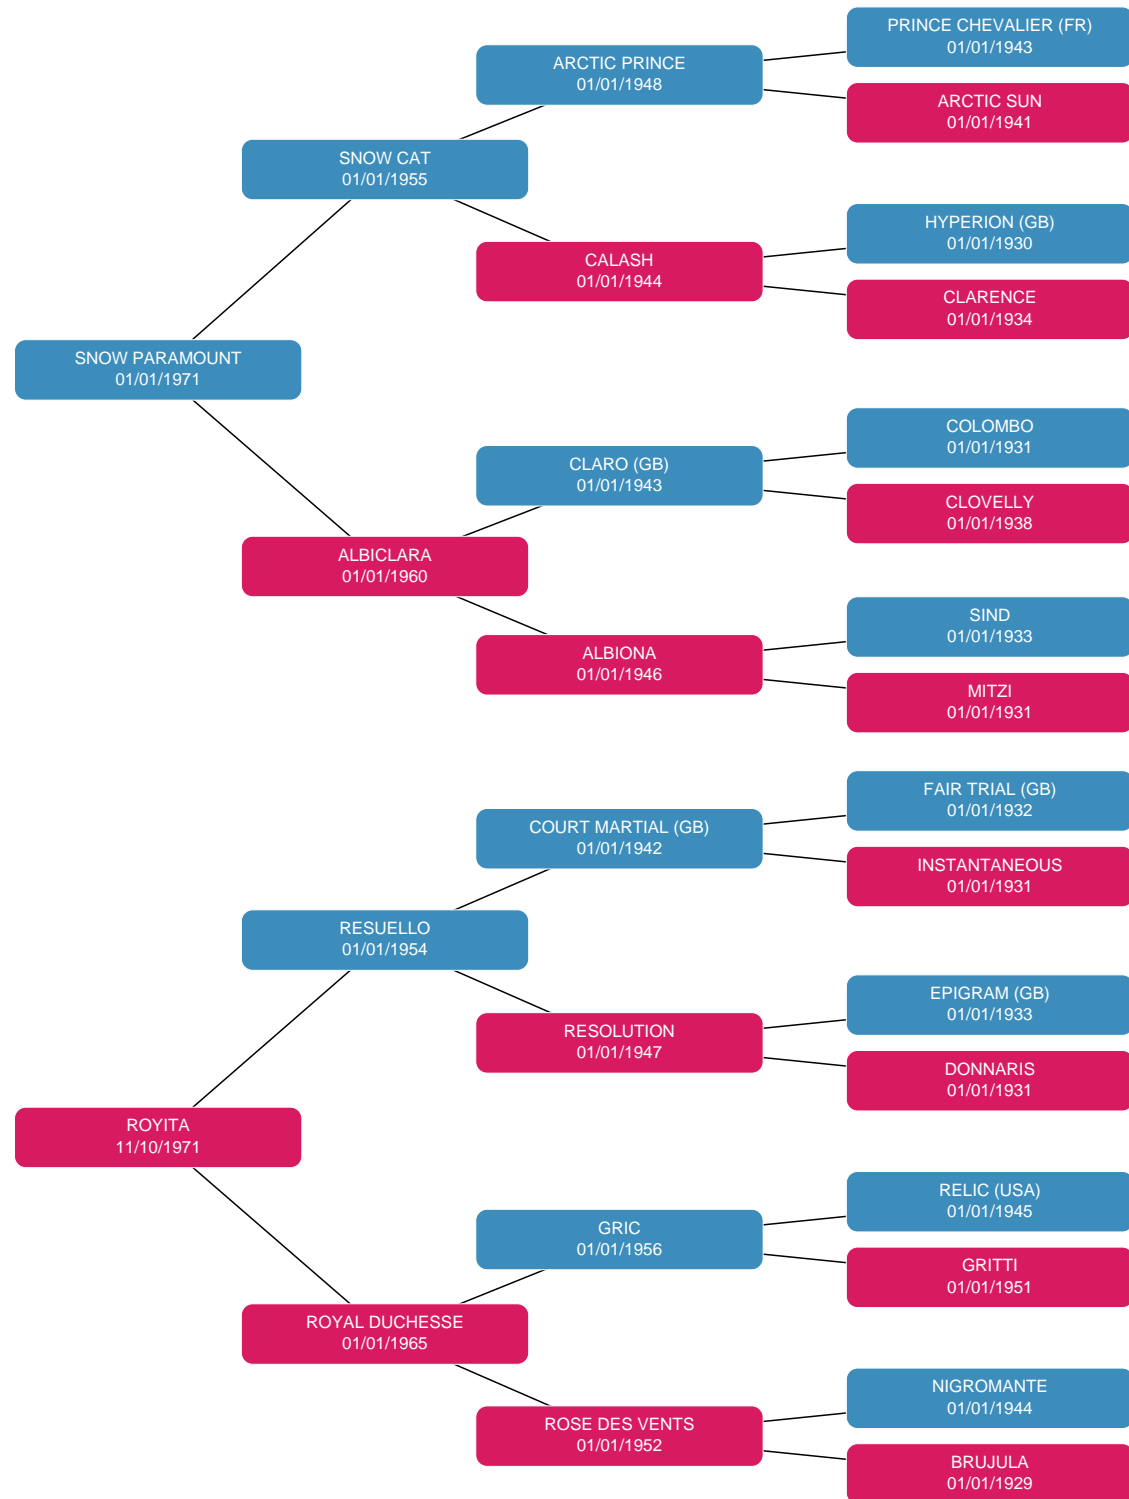 PRINCE CHEVALIER (FR)
01/01/1943
ARCTIC PRINCE
01/01/1948
ARCTIC SUN
01/01/1941
SNOW CAT
01/01/1955
HYPERION (GB)
01/01/1930
CALASH
01/01/1944
CLARENCE
01/01/1934
SNOW PARAMOUNT
01/01/1971
COLOMBO
01/01/1931
CLARO (GB)
01/01/1943
CLOVELLY
01/01/1938
ALBICLARA
01/01/1960
SIND
01/01/1933
ALBIONA
01/01/1946
MITZI
01/01/1931
FAIR TRIAL (GB)
01/01/1932
COURT MARTIAL (GB)
01/01/1942
INSTANTANEOUS
01/01/1931
RESUELLO
01/01/1954
EPIGRAM (GB)
01/01/1933
RESOLUTION
01/01/1947
DONNARIS
01/01/1931
ROYITA
11/10/1971
RELIC (USA)
01/01/1945
GRIC
01/01/1956
GRITTI
01/01/1951
ROYAL DUCHESSE
01/01/1965
NIGROMANTE
01/01/1944
ROSE DES VENTS
01/01/1952
BRUJULA
01/01/1929